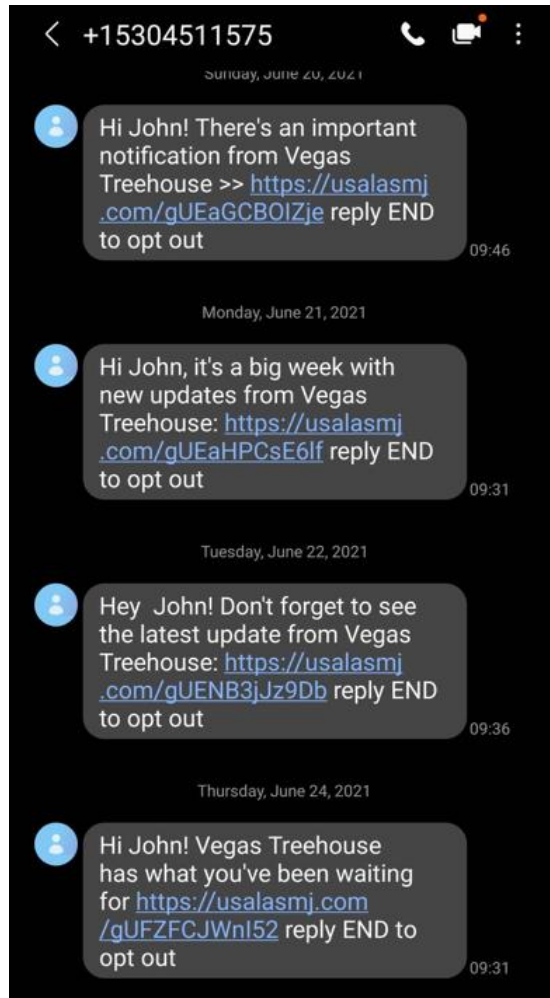 +15304511575
Sunday, June 20, 2021
Hi John! There's an important
notification from Vegas
Treehouse >> https://usalasmj
.com/gUEaGCBOIZje reply END
to opt out
09:46
Monday, June 21, 2021
Hi John, it's a big week with
new updates from Vegas
Treehouse: https://usalasmj
.com/gUEaHPCsE6lf reply END
to opt out
09:31
Tuesday, June 22, 2021
Hey  John! Don't forget to see
the latest update from Vegas
Treehouse: https://usalasmj
.com/gUENB3jJz9Db reply END
to opt out
09:36
Thursday, June 24, 2021
Hi John! Vegas Treehouse
has what you've been waiting
for https://usalasmj.com
/gUFZFCJWnI52 reply END to
opt out
09:31